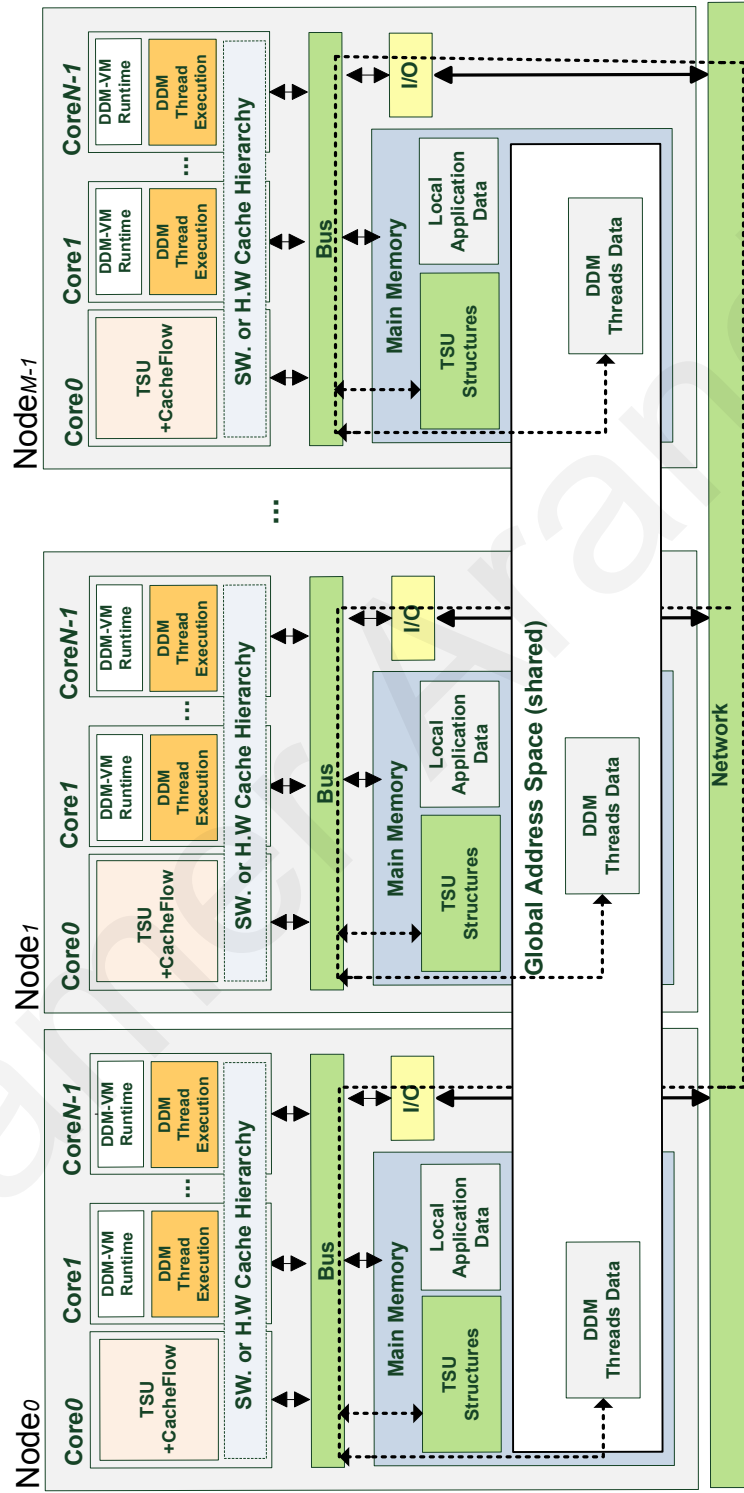 Node0
Core0
Core1
CoreN-1
TSU
+CacheFlow
DDM-VM
Runtime
DDM
Thread
Execution
...
DDM-VM
Runtime
DDM
Thread
Execution
SW. or H.W Cache Hierarchy
Bus
Main Memory
I/O
TSU
Structures
Local
Application
Data
DDM
Threads Data
Node1
Core0
Core1
CoreN-1
TSU
+CacheFlow
DDM-VM
Runtime
DDM
Thread
Execution
...
DDM-VM
Runtime
DDM
Thread
Execution
SW. or H.W Cache Hierarchy
Bus
Main Memory
I/O
TSU
Structures
Local
Application
Data
Global Address Space (shared)
DDM
Threads Data
...
NodeM-1
Core0
Core1
CoreN-1
TSU
+CacheFlow
DDM-VM
Runtime
DDM
Thread
Execution
...
DDM-VM
Runtime
DDM
Thread
Execution
SW. or H.W Cache Hierarchy
Bus
Main Memory
I/O
TSU
Structures
Local
Application
Data
DDM
Threads Data
Network